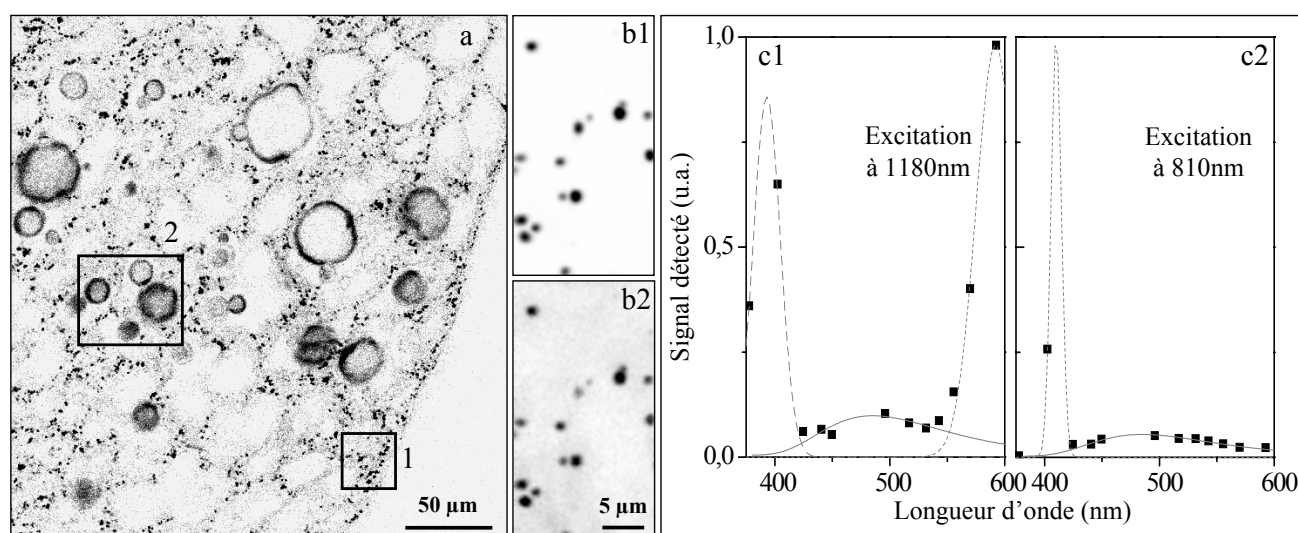 a
2
1
50 µm
b1
b2
5 µm
c1
c2
Excitation
à 1180nm
Excitation
à 810nm
Signal détecté (u.a.)
1,0
0,5
0,0
400
500
600
400
500
600
Longueur d'onde (nm)